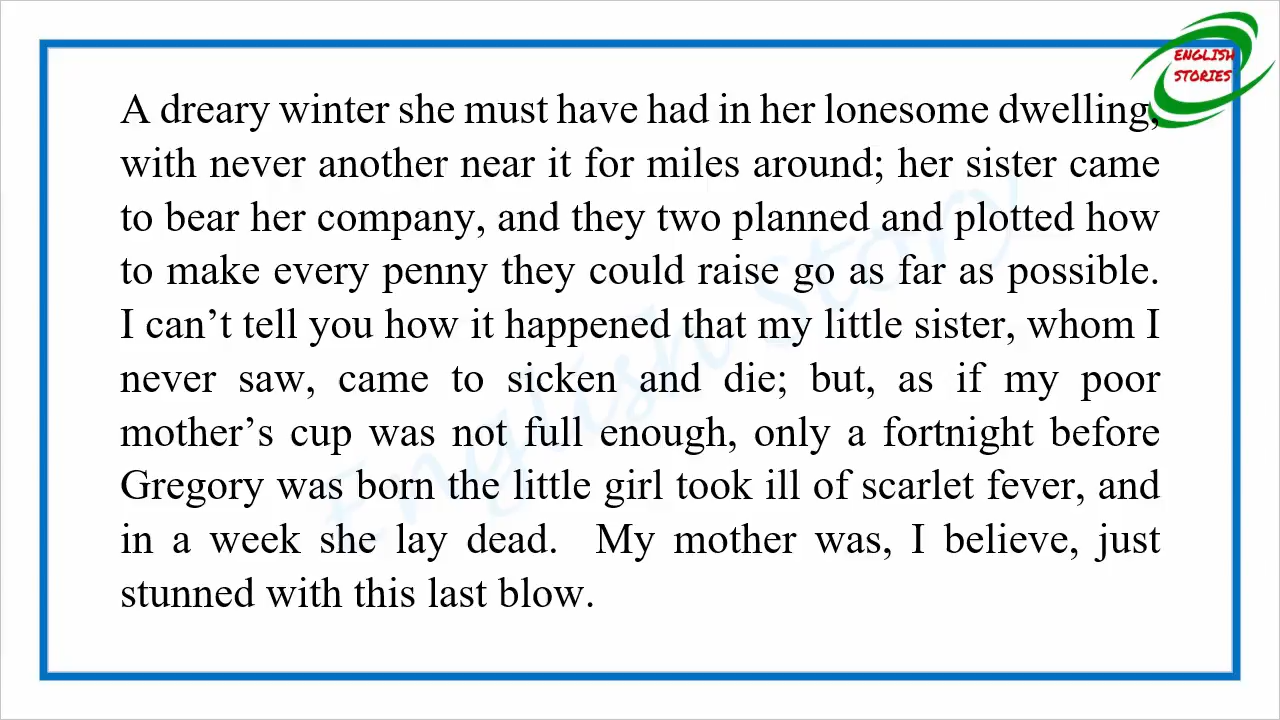 ENGLISH
STORIES
A dreary winter she must have had in her lonesome dwelling,
with never another near it for miles around; her sister came
to bear her company, and they two planned and plotted how
to make every penny they could raise go as far as possible.
I can’t tell you how it happened that my little sister, whom I
never saw, came to sicken and die; but, as if my poor
mother’s cup was not full enough, only a fortnight before
Gregory was born the little girl took ill of scarlet fever, and
in a week she lay dead.  My mother was, I believe, just
stunned with this last blow.
English Story